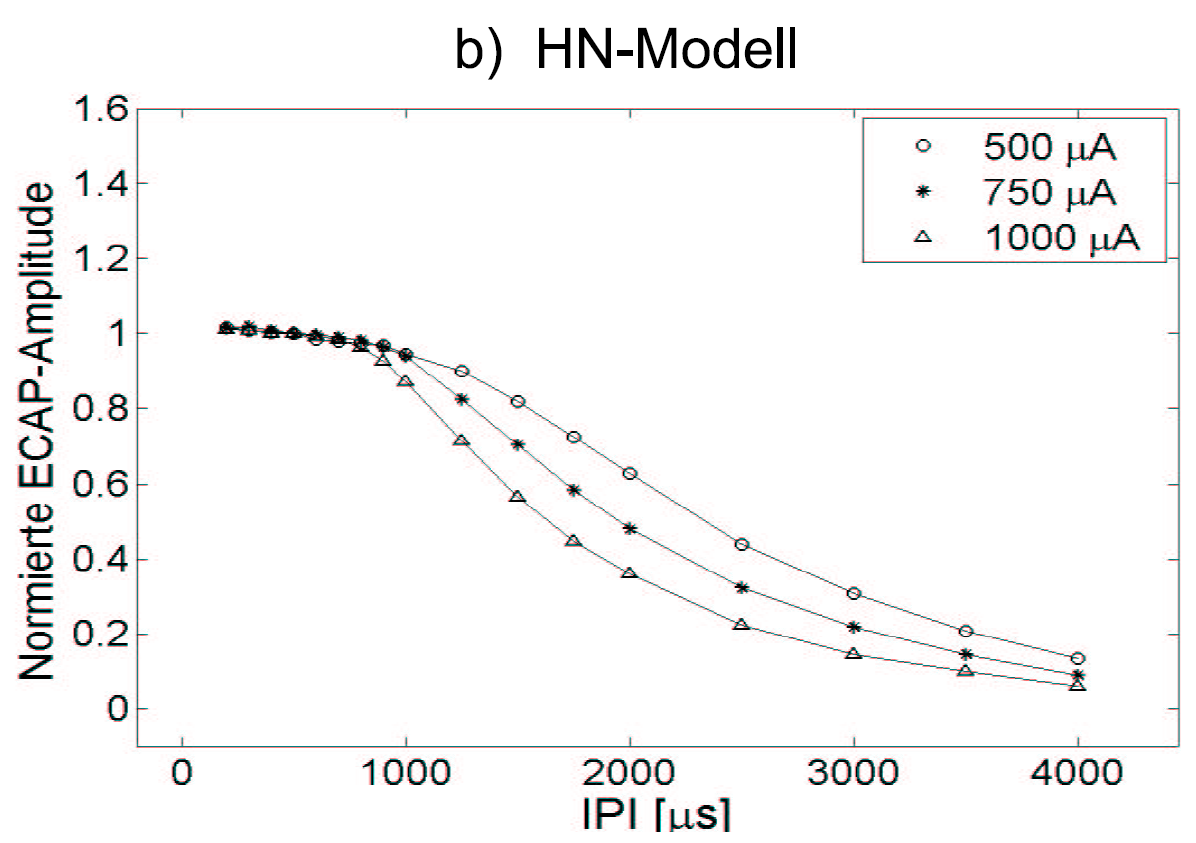 b) HN-Modell
1.6
1.4
1.2
1
0.8
0.6
0.4
0.2
0
Normierte ECAP-Amplitude
500 μA
750 μA
1000 μA
0 1000 2000 3000 4000
IPI [μs]